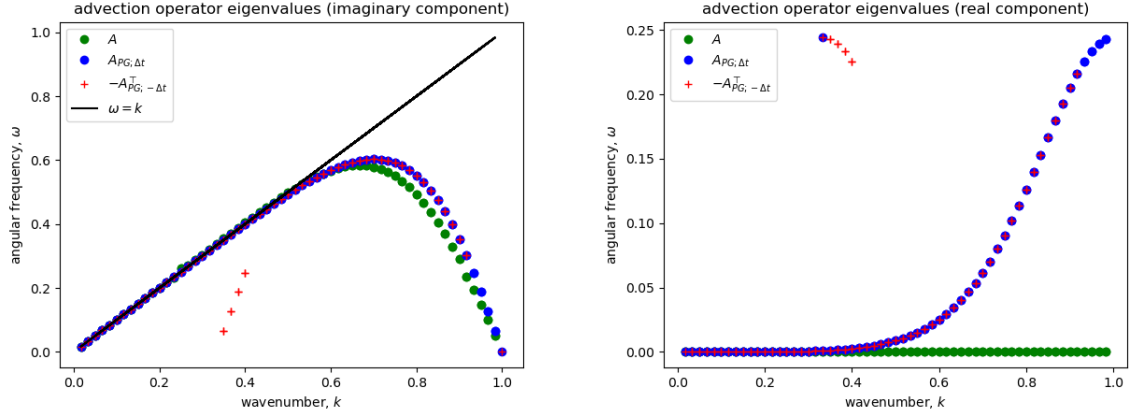 advection operator eigenvalues (imaginary component)
1.0
0.8
0.6
0.4
0.2
0.0
angular frequency, ω
A
A_{PG;Δt}
−A^⊤_{PG;−Δt}
ω = k
0.0 0.2 0.4 0.6 0.8 1.0
wavenumber, k
advection operator eigenvalues (real component)
0.25
0.20
0.15
0.10
0.05
0.00
angular frequency, ω
A
A_{PG;Δt}
−A^⊤_{PG;−Δt}
0.0 0.2 0.4 0.6 0.8 1.0
wavenumber, k